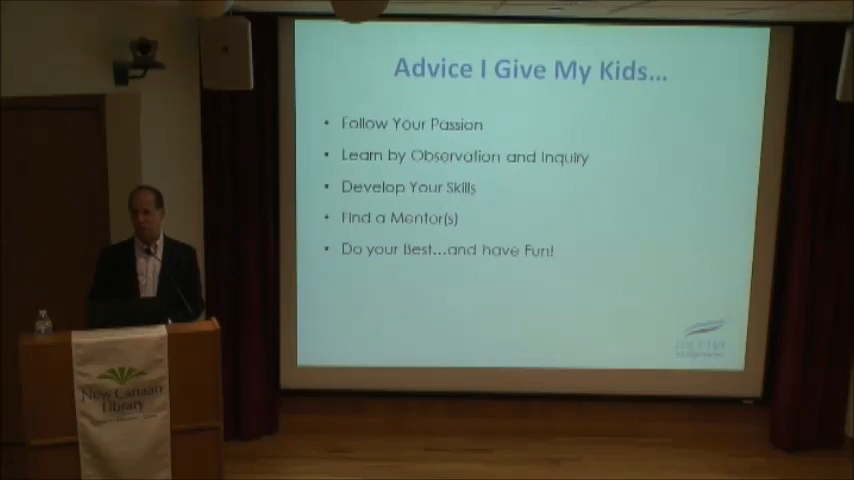 Advice I Give My Kids...
• Follow Your Passion
• Learn by Observation and Inquiry
• Develop Your Skills
• Find a Mentor(s)
• Do your Best...and have Fun!
New Canaan
Library